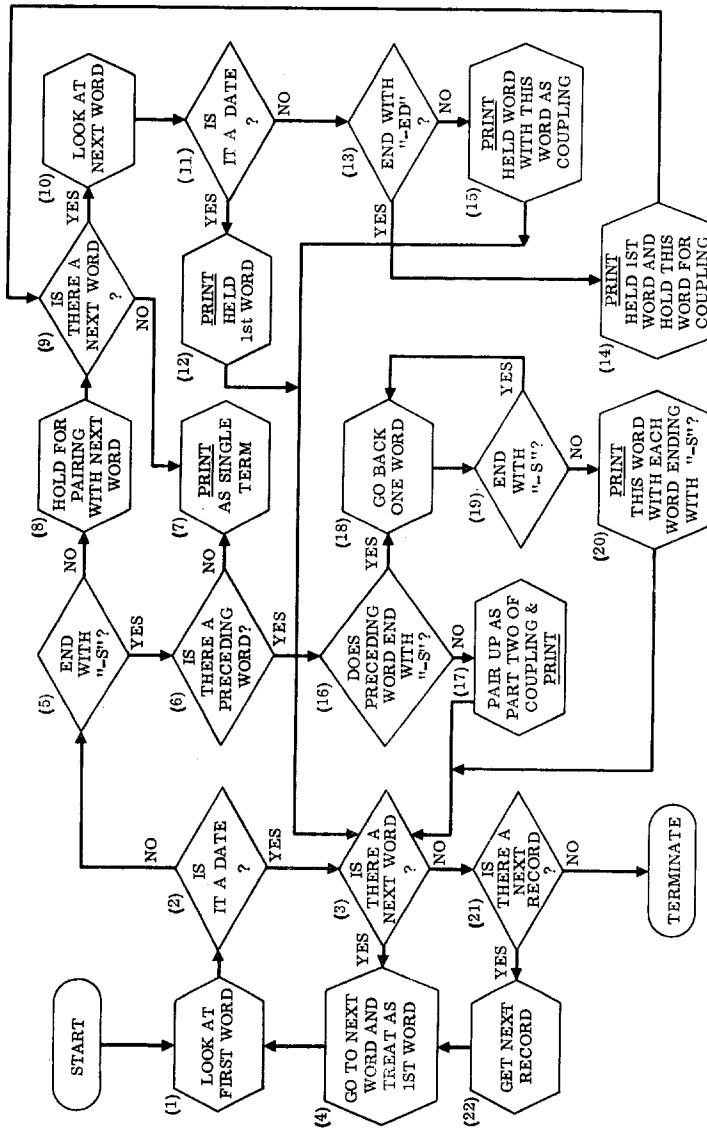 START
(1)
LOOK AT
FIRST WORD
(2)
IS
IT A DATE
?
NO
YES
(3)
IS
THERE A
NEXT WORD
?
YES
NO
(4)
GO TO NEXT
WORD AND
TREAT AS
1ST WORD
(5)
END
WITH
"-S"?
NO
YES
(6)
IS
THERE A
PRECEDING
WORD?
NO
YES
(7)
PRINT
AS SINGLE
TERM
(8)
HOLD FOR
PAIRING
WITH NEXT
WORD
(9)
IS
THERE A
NEXT WORD
?
YES
NO
(10)
LOOK AT
NEXT WORD
(11)
IS
IT A DATE
?
YES
NO
(12)
PRINT
HELD
1st WORD
(13)
END WITH
"-ED"
?
YES
NO
(14)
PRINT
HELD 1ST
WORD AND
HOLD THIS
WORD FOR
COUPLING
(15)
PRINT
HELD WORD
WITH THIS
WORD AS
COUPLING
(16)
DOES
PRECEDING
WORD END
WITH
"-S"?
YES
NO
(17)
PAIR UP AS
PART TWO OF
COUPLING &
PRINT
(18)
GO BACK
ONE WORD
(19)
END
WITH
"-S"?
YES
NO
(20)
PRINT
THIS WORD
WITH EACH
WORD ENDING
WITH "-S"
(21)
IS
THERE A
NEXT
RECORD
?
YES
NO
(22)
GET NEXT
RECORD
TERMINATE